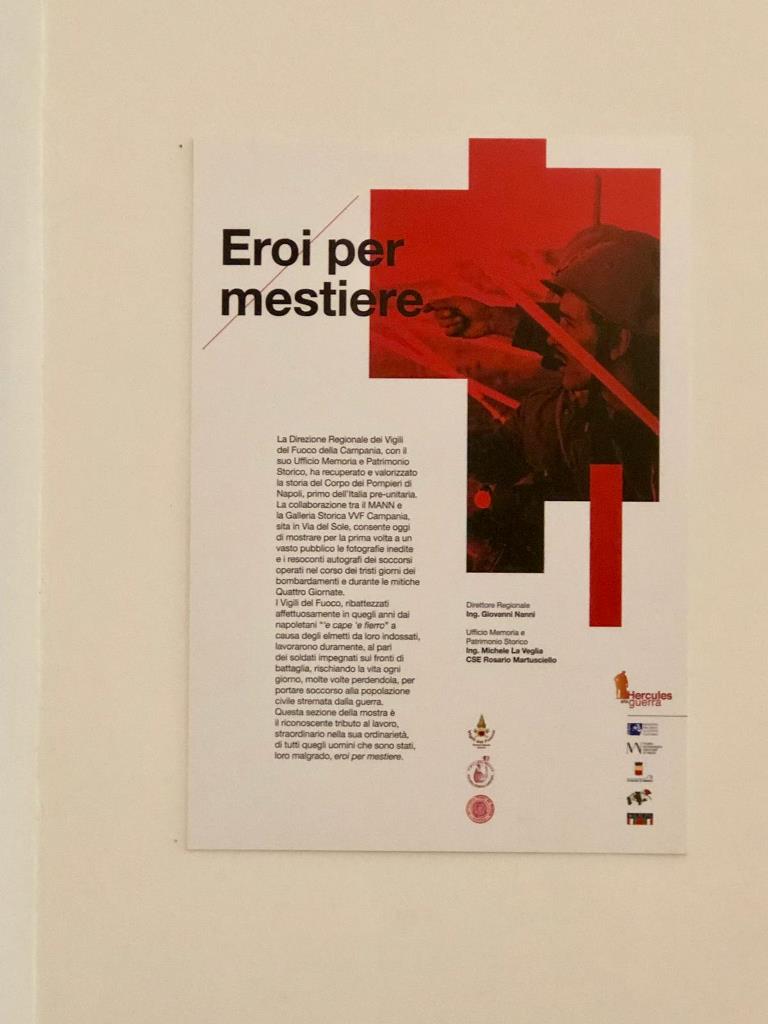 Eroi per
mestiere
La Direzione Regionale dei Vigili
del Fuoco della Campania, con il
suo Ufficio Memoria e Patrimonio
Storico, ha recuperato e valorizzato
la storia del Corpo dei Pompieri di
Napoli, primo dell'Italia pre-unitaria.
La collaborazione tra il MANN e
la Galleria Storica VVF Campania,
sita in Via del Sole, consente oggi
di mostrare per la prima volta a un
vasto pubblico le fotografie inedite
e i resoconti autografi dei soccorsi
operati nel corso dei tristi giorni dei
bombardamenti e durante le mitiche
Quattro Giornate.
I Vigili del Fuoco, ribattezzati
affettuosamente in quegli anni dai
napoletani "'e cape 'e fierro" a
causa degli elmetti da loro indossati,
lavorarono duramente, al pari
dei soldati impegnati sui fronti di
battaglia, rischiando la vita ogni
giorno, molte volte perdendola, per
portare soccorso alla popolazione
civile stremata dalla guerra.
Questa sezione della mostra è
il riconoscente tributo al lavoro,
straordinario nella sua ordinarietà,
di tutti quegli uomini che sono stati,
loro malgrado, eroi per mestiere.
Direttore Regionale
Ing. Giovanni Nanni
Ufficio Memoria e
Patrimonio Storico
Ing. Michele La Veglia
CSE Rosario Martusciello
Hercules
alla guerra